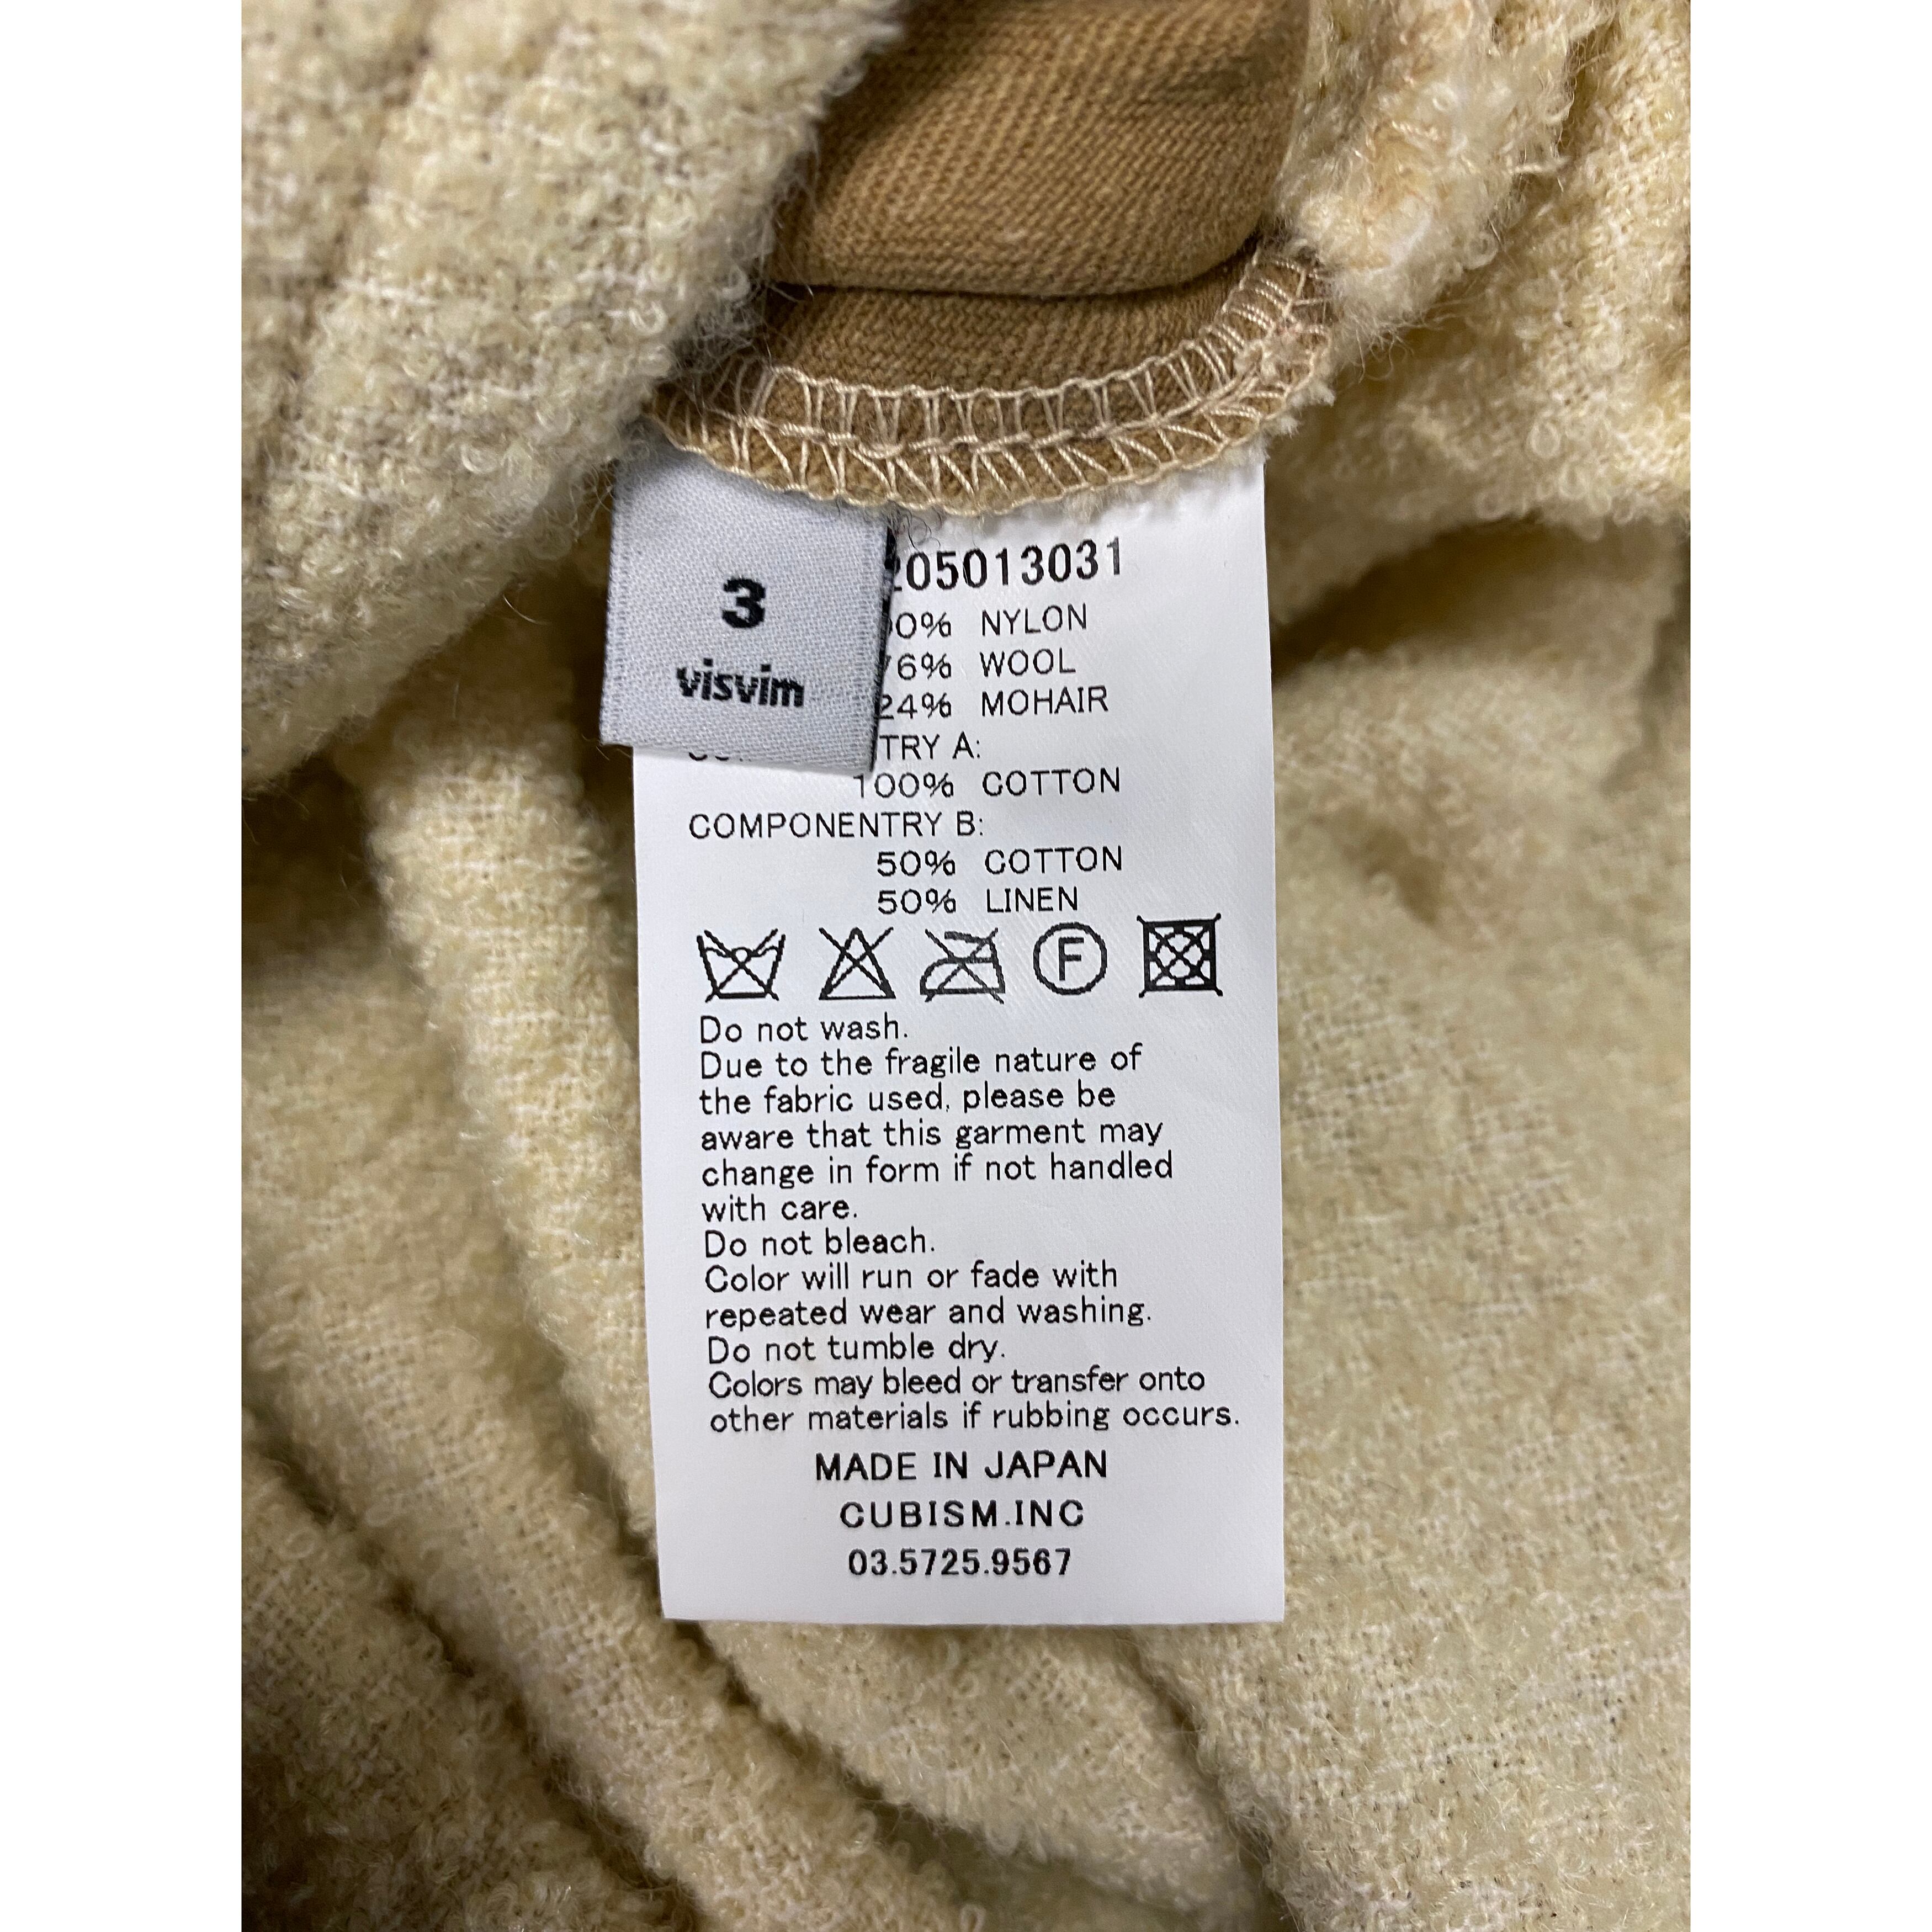 3
visvim
205013031
0% NYLON
76% WOOL
24% MOHAIR
TRY A:
100% COTTON
COMPONENTRY B:
50% COTTON
50% LINEN
F
Do not wash.
Due to the fragile nature of
the fabric used, please be
aware that this garment may
change in form if not handled
with care.
Do not bleach.
Color will run or fade with
repeated wear and washing.
Do not tumble dry.
Colors may bleed or transfer onto
other materials if rubbing occurs.
MADE IN JAPAN
CUBISM.INC
03.5725.9567